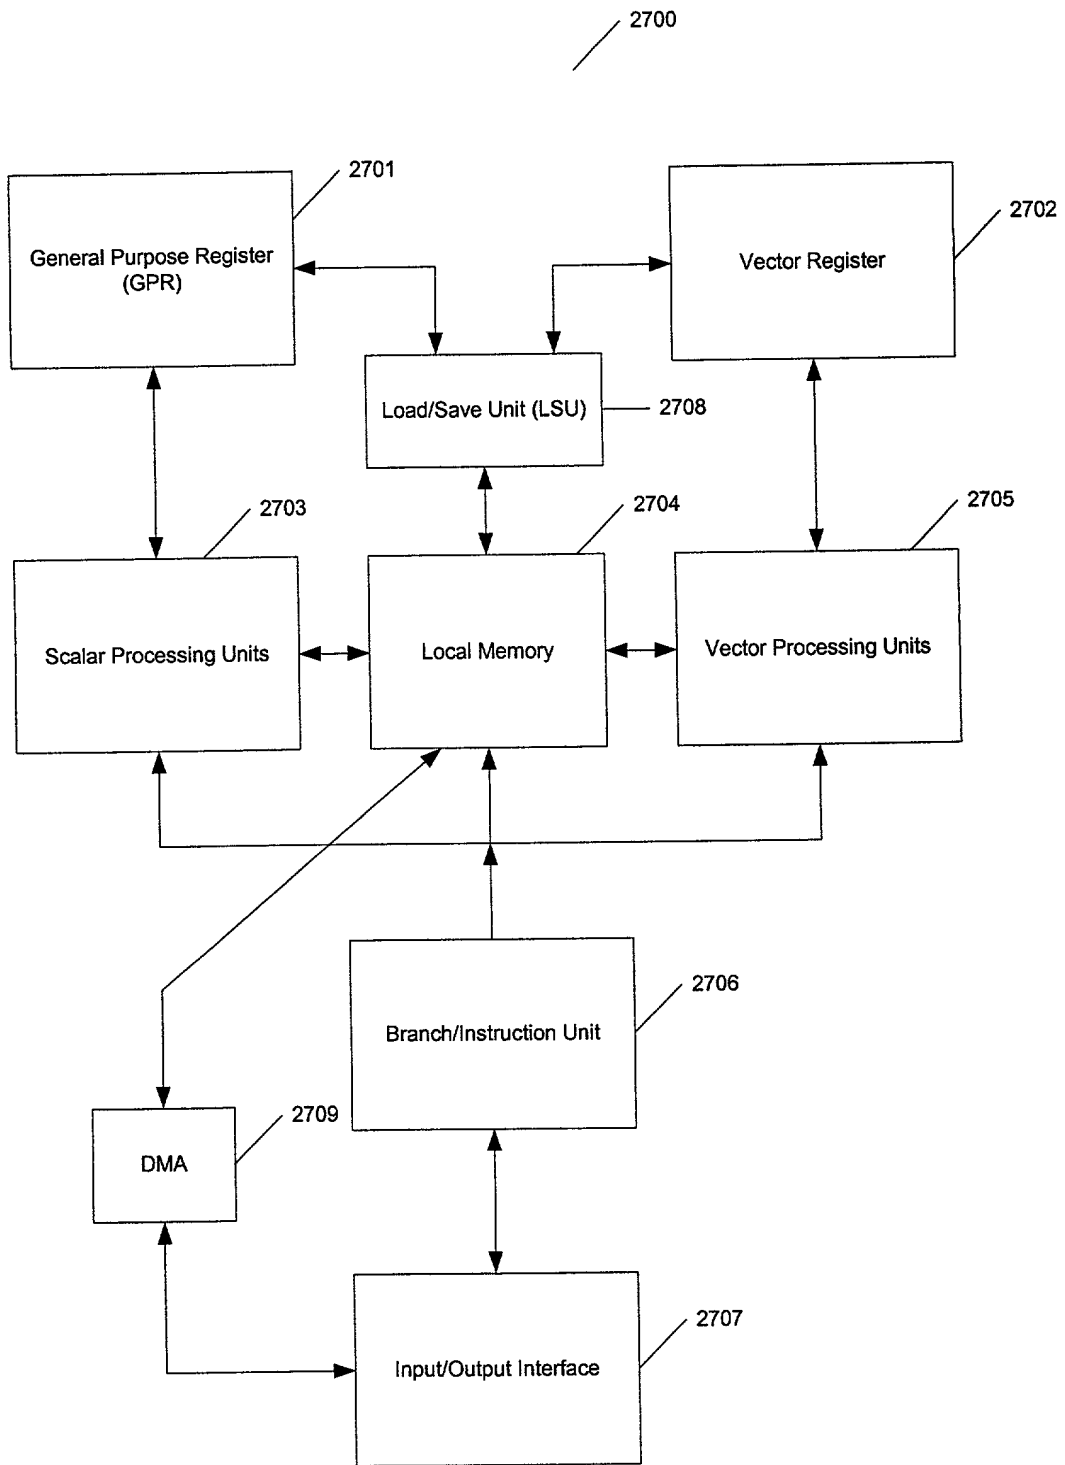 2700
2701
2702
General Purpose Register
(GPR)
Vector Register
Load/Save Unit (LSU)
2708
2703
2704
2705
Scalar Processing Units
Local Memory
Vector Processing Units
2706
Branch/Instruction Unit
2709
DMA
2707
Input/Output Interface